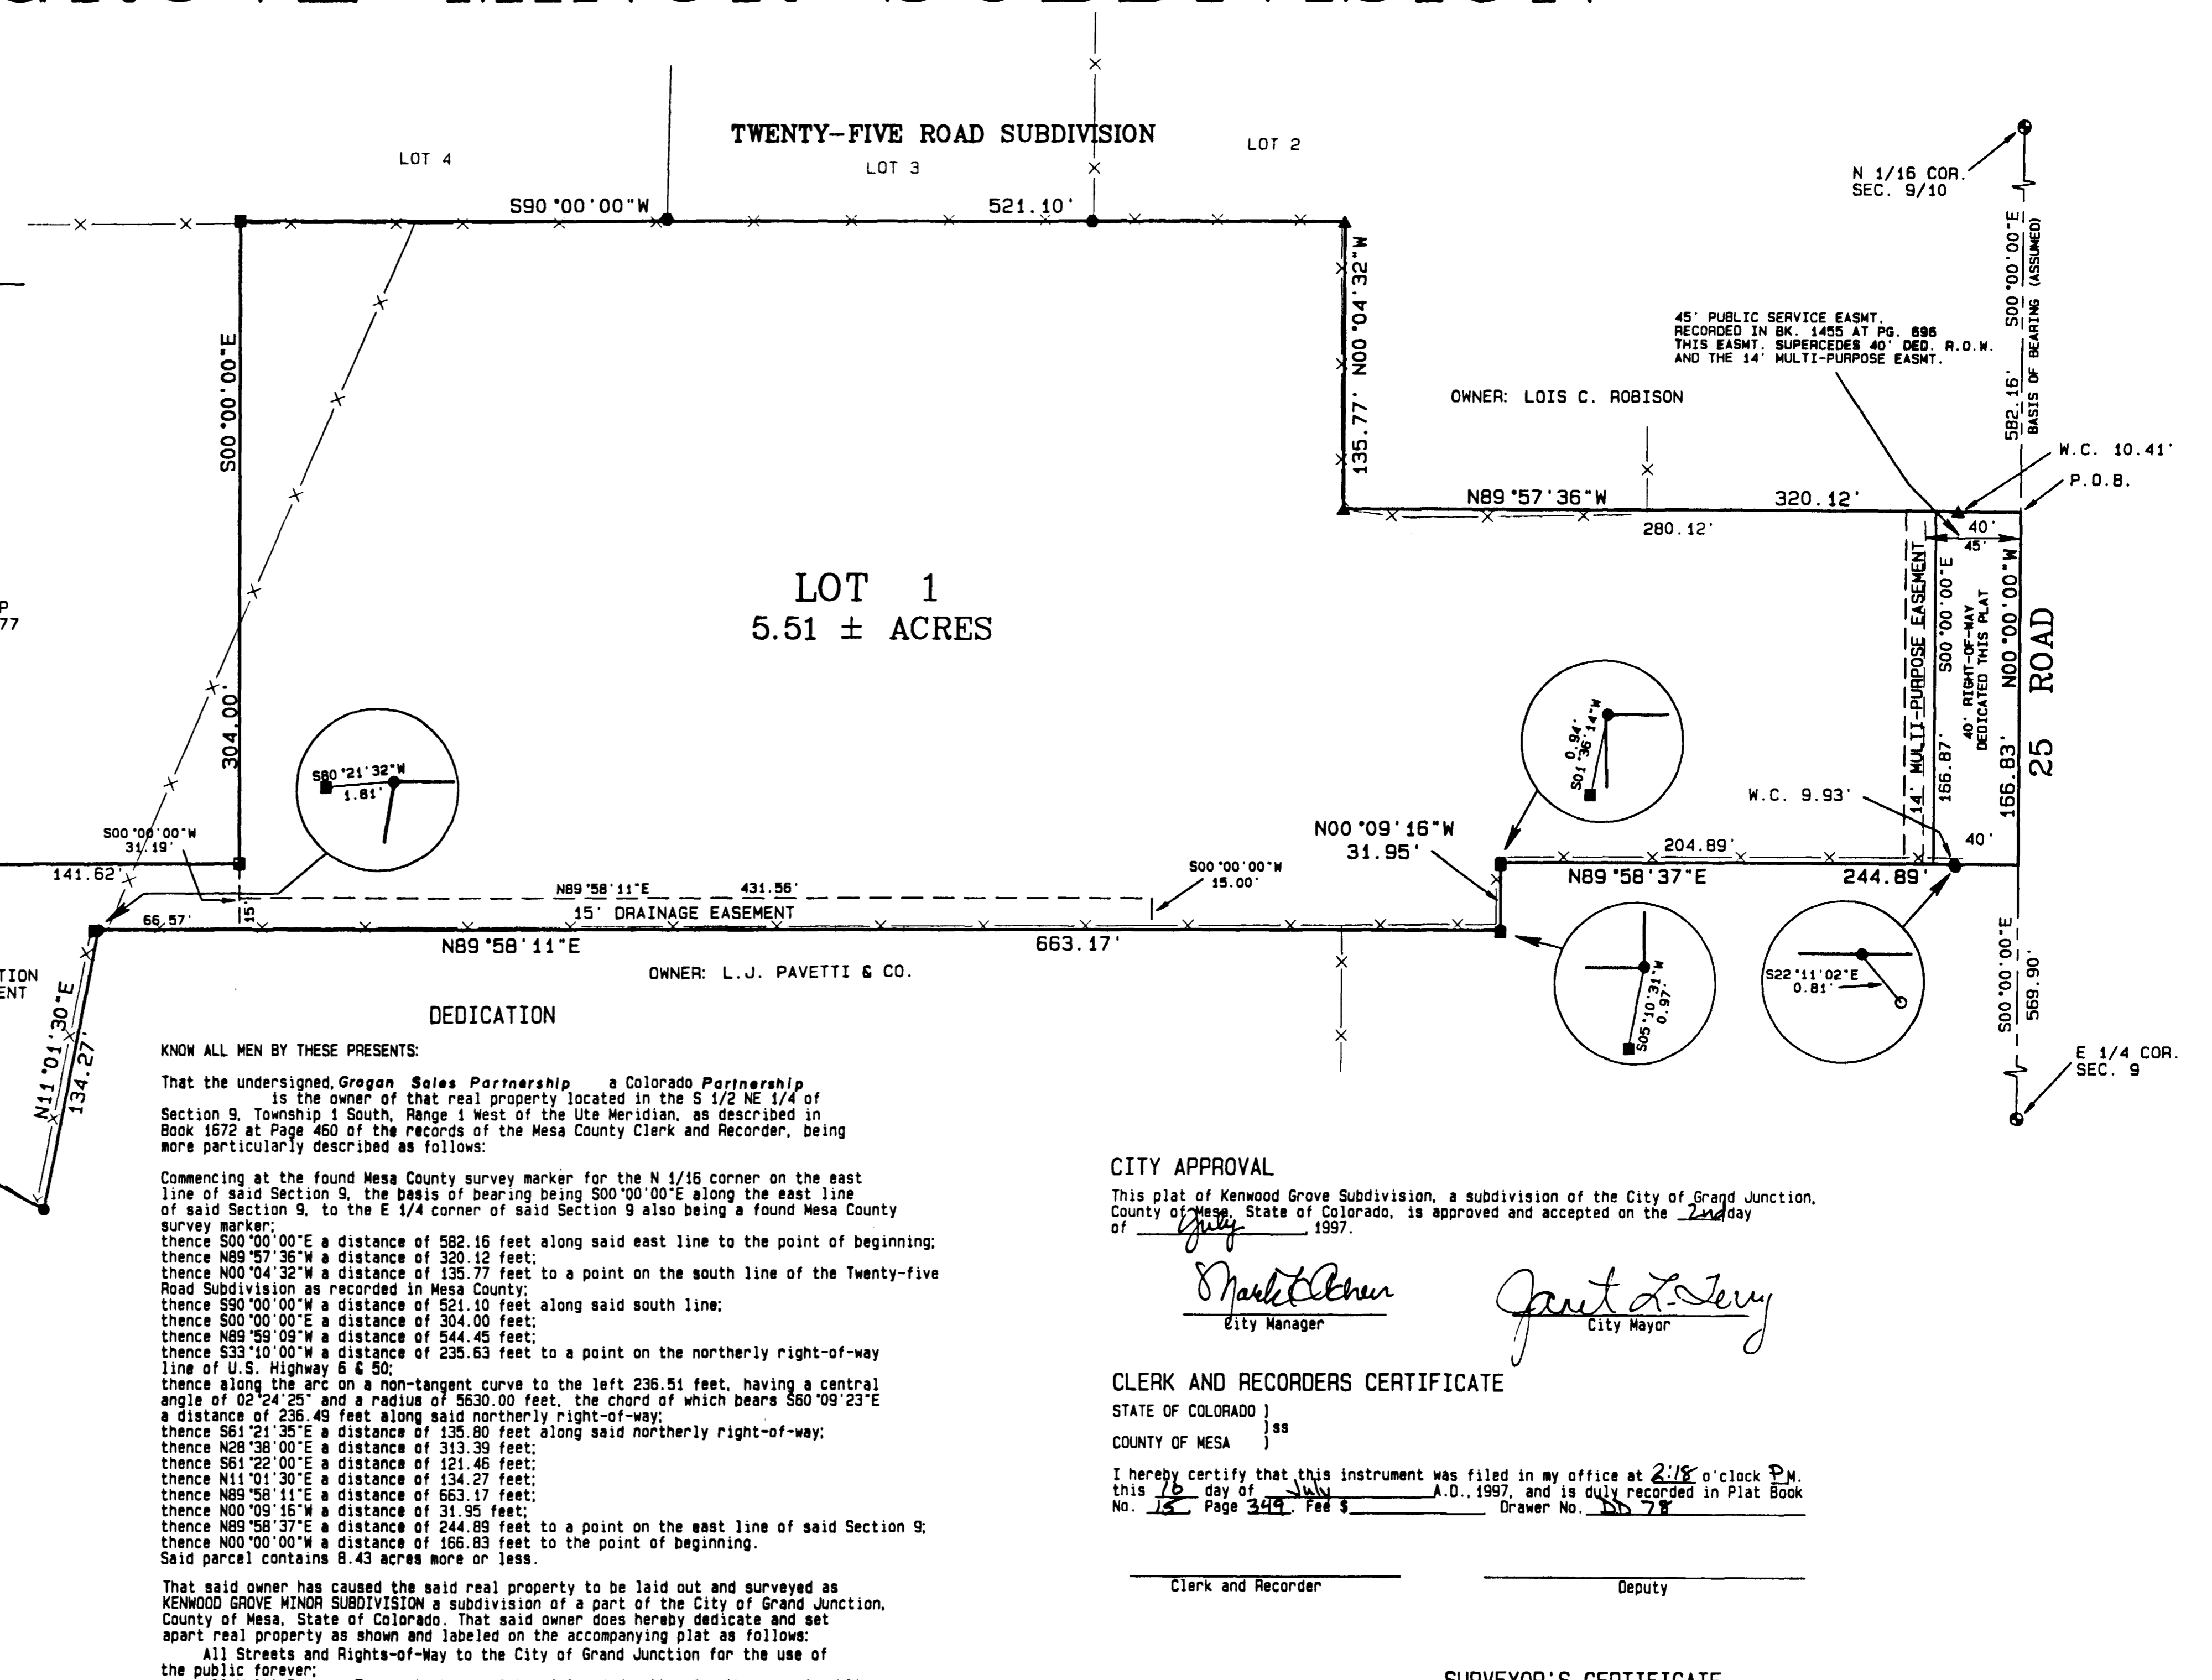 GROVE MINOR SUBDIVISION
TWENTY-FIVE ROAD SUBDIVISION
LOT 4
LOT 3
LOT 2
S90°00'00"W
521.10'
N 1/16 COR.
SEC. 9/10
S00°00'00"E
582.16'
BASIS OF BEARING (ASSUMED)
S00°00'00"E
304.00'
135.77' N00°04'32"W
45' PUBLIC SERVICE EASMT.
RECORDED IN BK. 1455 AT PG. 696
THIS EASMT. SUPERCEDES 40' DED. R.O.W.
AND THE 14' MULTI-PURPOSE EASMT.
OWNER: LOIS C. ROBISON
W.C. 10.41'
P.O.B.
N89°57'36"W
320.12'
280.12'
40'
45'
LOT 1
5.51 ± ACRES
P
77
14' MULTI-PURPOSE EASEMENT
166.87' S00°00'00"E
40' RIGHT-OF-WAY
DEDICATED THIS PLAT
166.83' N00°00'00"W
25 ROAD
S01°36'14"W
0.94'
S80°21'32"W
1.81'
W.C. 9.93'
40'
S00°00'00"W
31.19'
N00°09'16"W
31.95'
204.89'
N89°58'37"E
244.89'
141.62'
S00°00'00"W
15.00'
N89°58'11"E 431.56'
15'
15' DRAINAGE EASEMENT
66.57'
N89°58'11"E
663.17'
S05°10'31"W
0.97'
S22°11'02"E
0.81'
S00°00'00"E
569.90'
OWNER: L.J. PAVETTI & CO.
TION
ENT
N11°01'30"E
134.27'
E 1/4 COR.
SEC. 9
DEDICATION
KNOW ALL MEN BY THESE PRESENTS:
That the undersigned, Grogan Sales Partnership a Colorado Partnership
is the owner of that real property located in the S 1/2 NE 1/4 of
Section 9, Township 1 South, Range 1 West of the Ute Meridian, as described in
Book 1672 at Page 460 of the records of the Mesa County Clerk and Recorder, being
more particularly described as follows:
Commencing at the found Mesa County survey marker for the N 1/16 corner on the east
line of said Section 9, the basis of bearing being S00°00'00"E along the east line
of said Section 9, to the E 1/4 corner of said Section 9 also being a found Mesa County
survey marker;
thence S00°00'00"E a distance of 582.16 feet along said east line to the point of beginning;
thence N89°57'36"W a distance of 320.12 feet;
thence N00°04'32"W a distance of 135.77 feet to a point on the south line of the Twenty-five
Road Subdivision as recorded in Mesa County;
thence S90°00'00"W a distance of 521.10 feet along said south line;
thence S00°00'00"E a distance of 304.00 feet;
thence N89°59'09"W a distance of 544.45 feet;
thence S33°10'00"W a distance of 235.63 feet to a point on the northerly right-of-way
line of U.S. Highway 6 & 50;
thence along the arc on a non-tangent curve to the left 236.51 feet, having a central
angle of 02°24'25" and a radius of 5630.00 feet, the chord of which bears S60°09'23"E
a distance of 236.49 feet along said northerly right-of-way;
thence S61°21'35"E a distance of 135.80 feet along said northerly right-of-way;
thence N28°38'00"E a distance of 313.39 feet;
thence S61°22'00"E a distance of 121.46 feet;
thence N11°01'30"E a distance of 134.27 feet;
thence N89°58'11"E a distance of 663.17 feet;
thence N00°09'16"W a distance of 31.95 feet;
thence N89°58'37"E a distance of 244.89 feet to a point on the east line of said Section 9;
thence N00°00'00"W a distance of 166.83 feet to the point of beginning.
Said parcel contains 8.43 acres more or less.
That said owner has caused the said real property to be laid out and surveyed as
KENWOOD GROVE MINOR SUBDIVISION a subdivision of a part of the City of Grand Junction,
County of Mesa, State of Colorado. That said owner does hereby dedicate and set
apart real property as shown and labeled on the accompanying plat as follows:
All Streets and Rights-of-Way to the City of Grand Junction for the use of
the public forever;
CITY APPROVAL
This plat of Kenwood Grove Subdivision, a subdivision of the City of Grand Junction,
County of Mesa, State of Colorado, is approved and accepted on the 2nd day
of July, 1997.
Mark K Achen
Janet L. Terry
City Manager
City Mayor
CLERK AND RECORDERS CERTIFICATE
STATE OF COLORADO )
)ss
COUNTY OF MESA )
I hereby certify that this instrument was filed in my office at 2:18 o'clock P M.
this 10 day of July A.D., 1997, and is duly recorded in Plat Book
No. 15 Page 349. Fee $ Drawer No. DD 78
Clerk and Recorder
Deputy
SURVEYOR'S CERTIFICATE